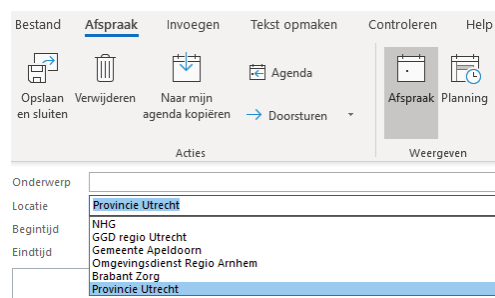 Bestand Afspraak Invoegen Tekst opmaken Controleren Help
Opslaan en sluiten
Verwijderen
Naar mijn agenda kopiëren
Agenda
Doorsturen
Afspraak
Planning
Acties
Weergeven
Onderwerp
Locatie Provincie Utrecht
Begintijd
Eindtijd
NHG
GGD regio Utrecht
Gemeente Apeldoorn
Omgevingsdienst Regio Arnhem
Brabant Zorg
Provincie Utrecht